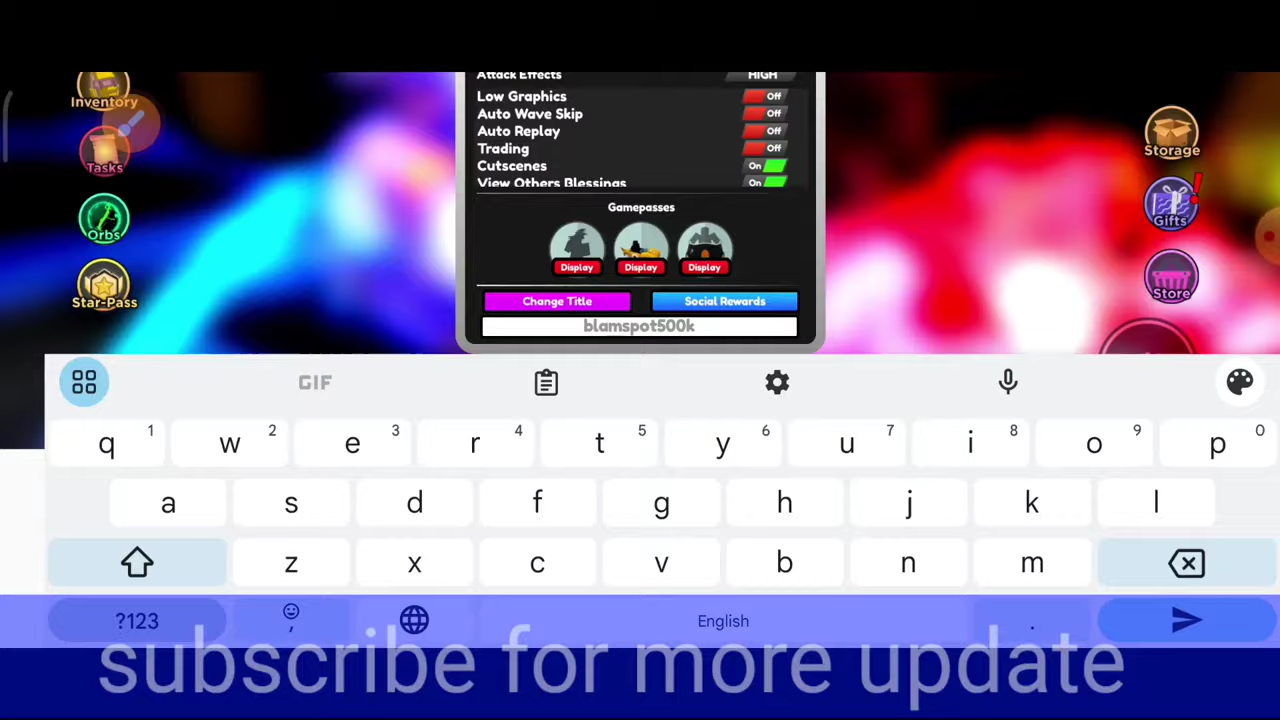 Attack Effects HIGH
Low Graphics Off
Auto Wave Skip Off
Auto Replay Off
Trading Off
Cutscenes On
View Others Blessings On
Gamepasses
Display Display Display
Change Title Social Rewards
blamspot500k
Inventory
Tasks
Orbs
Star-Pass
Storage
Gifts !
Store
GIF
q 1 w 2 e 3 r 4 t 5 y 6 u 7 i 8 o 9 p 0
a s d f g h j k l
z x c v b n m
?123 , English .
subscribe for more update